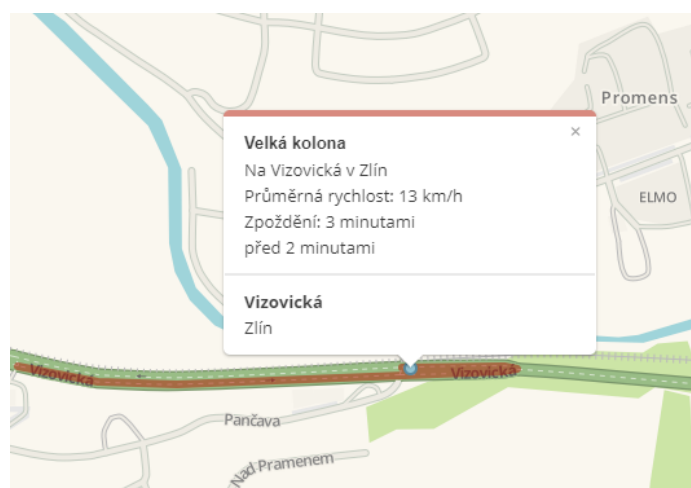 Promens
ELMO
Velká kolona
×
Na Vizovická v Zlín
Průměrná rychlost: 13 km/h
Zpoždění: 3 minutami
před 2 minutami
Vizovická
Zlín
Vizovická
Vizovická
Pančava
Nad Pramenem